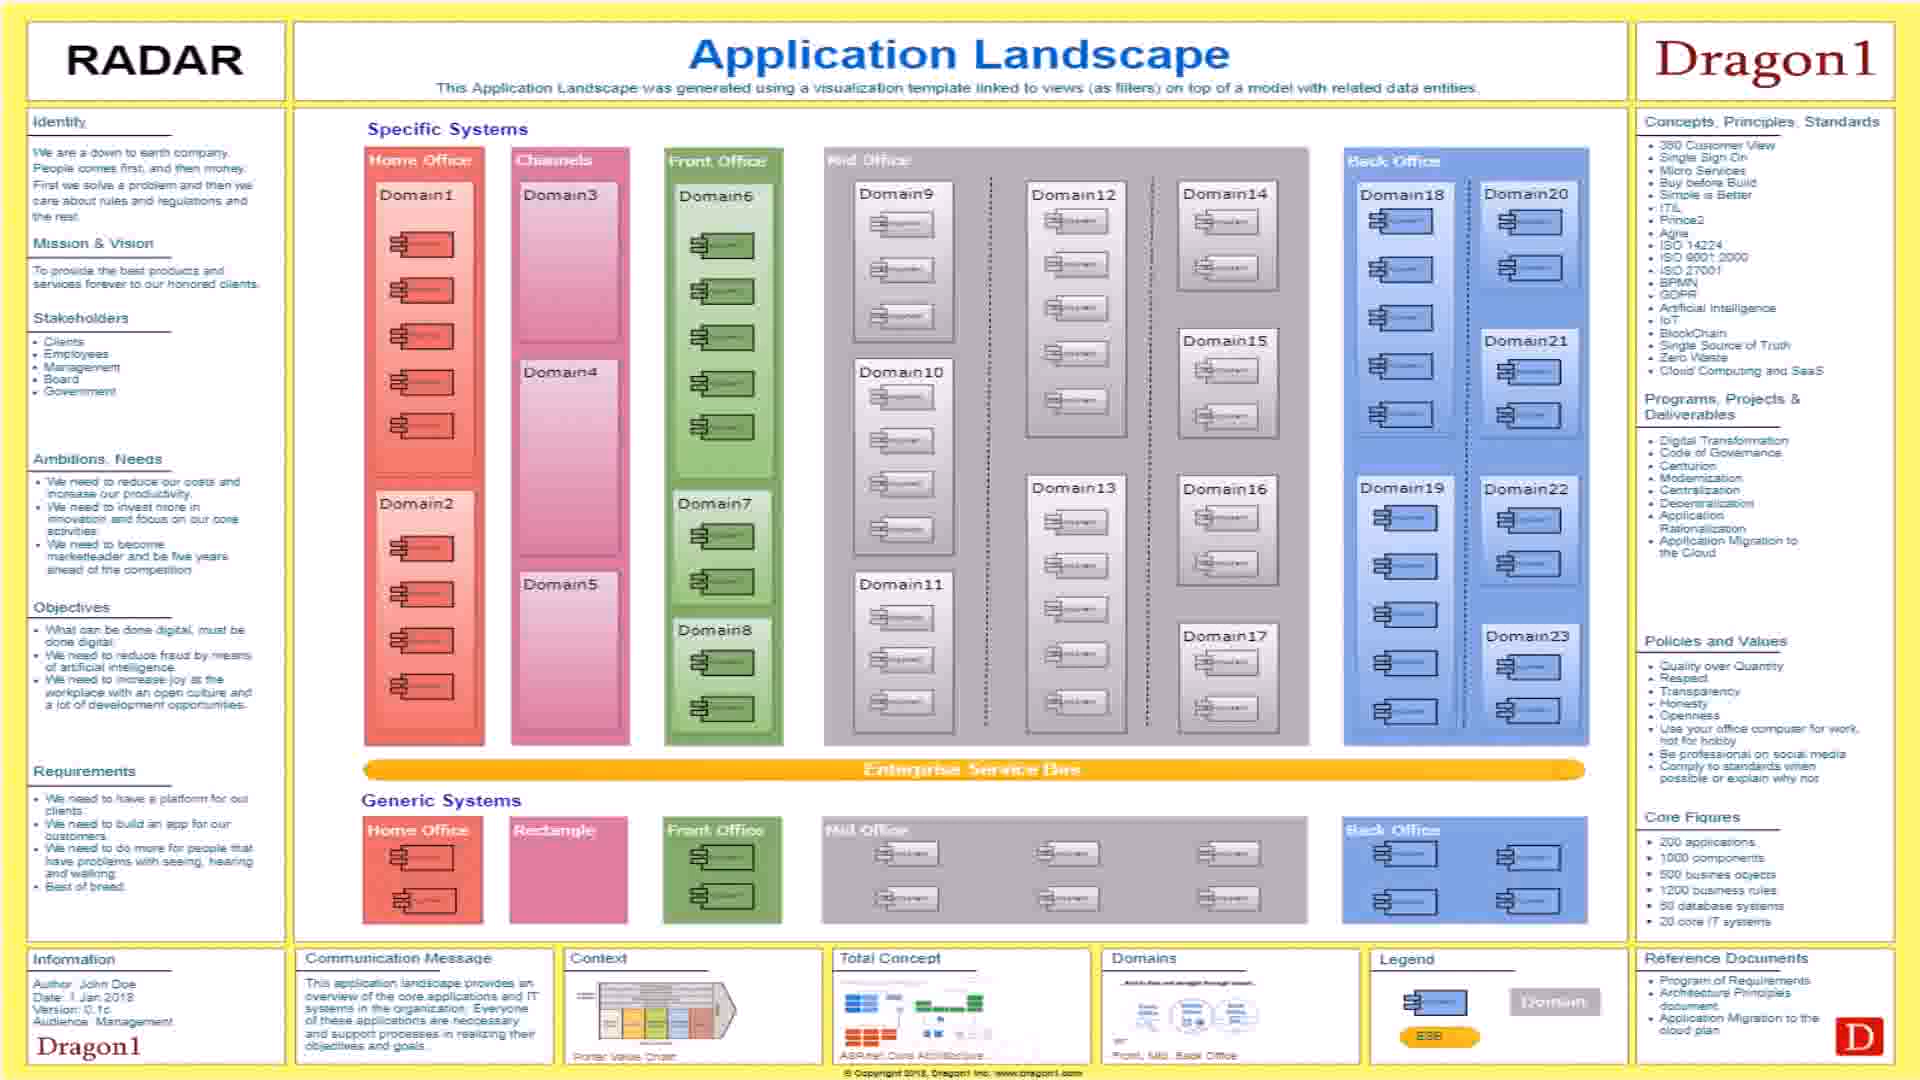 RADAR
Application Landscape
This Application Landscape was generated using a visualization template linked to views (as filters) on top of a model with related data entities.
Dragon1
Identify
We are a down to earth company.
People comes first, and then money.
First we solve a problem and then we
care about rules and regulations and
the rest.
Mission & Vision
To provide the best products and
services forever to our honored clients.
Stakeholders
• Clients
• Employees
• Management
• Board
• Government
Ambitions, Needs
• We need to reduce our costs and
increase our productivity.
• We need to invest more in
innovation and focus on our core
activities.
• We need to become
marketleader and be five years
ahead of the competition
Objectives
• What can be done digital, must be
done digital.
• We need to reduce fraud by means
of artificial intelligence.
• We need to increase joy at the
workplace with an open culture and
a lot of development opportunities.
Requirements
• We need to have a platform for our
clients.
• We need to build an app for our
customers.
• We need to do more for people that
have problems with seeing, hearing
and walking.
• Best of breed.
Specific Systems
Home Office
Domain1
Domain2
Channels
Domain3
Domain4
Domain5
Front Office
Domain6
Domain7
Domain8
Mid Office
Domain9
Domain10
Domain11
Domain12
Domain13
Domain14
Domain15
Domain16
Domain17
Back Office
Domain18
Domain19
Domain20
Domain21
Domain22
Domain23
Enterprise Service Bus
Generic Systems
Home Office
Rectangle
Front Office
Mid Office
Back Office
Concepts, Principles, Standards
• 360 Customer View
• Single Sign On
• Micro Services
• Buy before Build
• Simple is Better
• ITIL
• Prince2
• Agile
• ISO 14224
• ISO 9001:2000
• ISO 27001
• BPMN
• GDPR
• Artificial Intelligence
• IoT
• BlockChain
• Single Source of Truth
• Zero Waste
• Cloud Computing and SaaS
Programs, Projects &
Deliverables
• Digital Transformation
• Code of Governance
• Centurion
• Modernization
• Centralization
• Decentralization
• Application
Rationalization
• Application Migration to
the Cloud
Policies and Values
• Quality over Quantity
• Respect
• Transparency
• Honesty
• Openness
• Use your office computer for work,
not for hobby
• Be professional on social media
• Comply to standards when
possible or explain why not
Core Figures
• 200 applications
• 1000 components
• 500 busines objects
• 1200 business rules
• 50 database systems
• 20 core IT systems
Information
Author: John Doe
Date: 1 Jan 2018
Version: 0.1c
Audience: Management
Dragon1
Communication Message
This application landscape provides an
overview of the core applications and IT
systems in the organization. Everyone
of these applications are neccessary
and support processes in realizing their
objectives and goals.
Context
Porter Value Chain
Total Concept
ASP.net Core Architecture
Domains
Front, Mid, Back Office
Legend
Domain
ESB
Reference Documents
• Program of Requirements
• Architecture Principles
document
• Application Migration to the
cloud plan
D
© Copyright 2018, Dragon1 Inc. www.dragon1.com